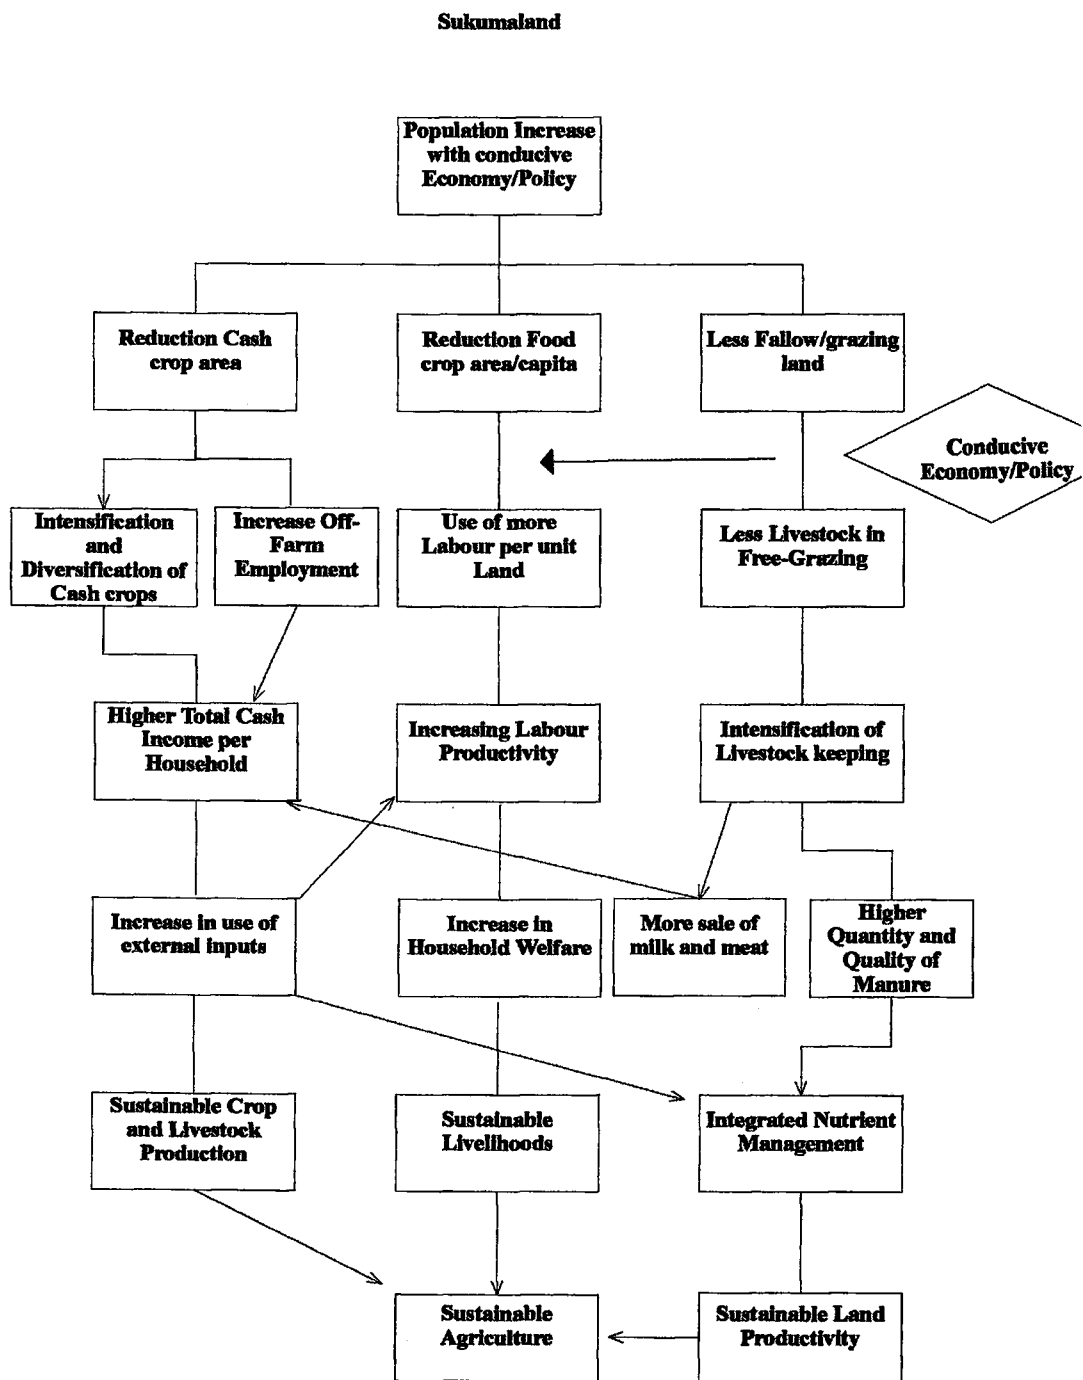 Sukumaland
Population Increase
with conducive
Economy/Policy
Reduction Cash
crop area
Reduction Food
crop area/capita
Less Fallow/grazing
land
Conducive
Economy/Policy
Intensification
and
Diversification of
Cash crops
Increase Off-
Farm
Employment
Use of more
Labour per unit
Land
Less Livestock in
Free-Grazing
Higher Total Cash
Income per
Household
Increasing Labour
Productivity
Intensification of
Livestock keeping
Increase in use of
external inputs
Increase in
Household Welfare
More sale of
milk and meat
Higher
Quantity and
Quality of
Manure
Sustainable Crop
and Livestock
Production
Sustainable
Livelihoods
Integrated Nutrient
Management
Sustainable
Agriculture
Sustainable Land
Productivity